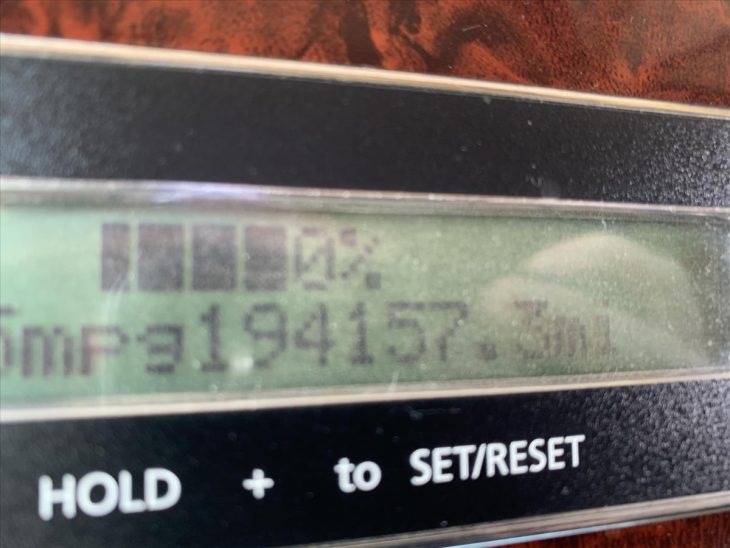 0%
mpg194157.3mi
HOLD + to SET/RESET